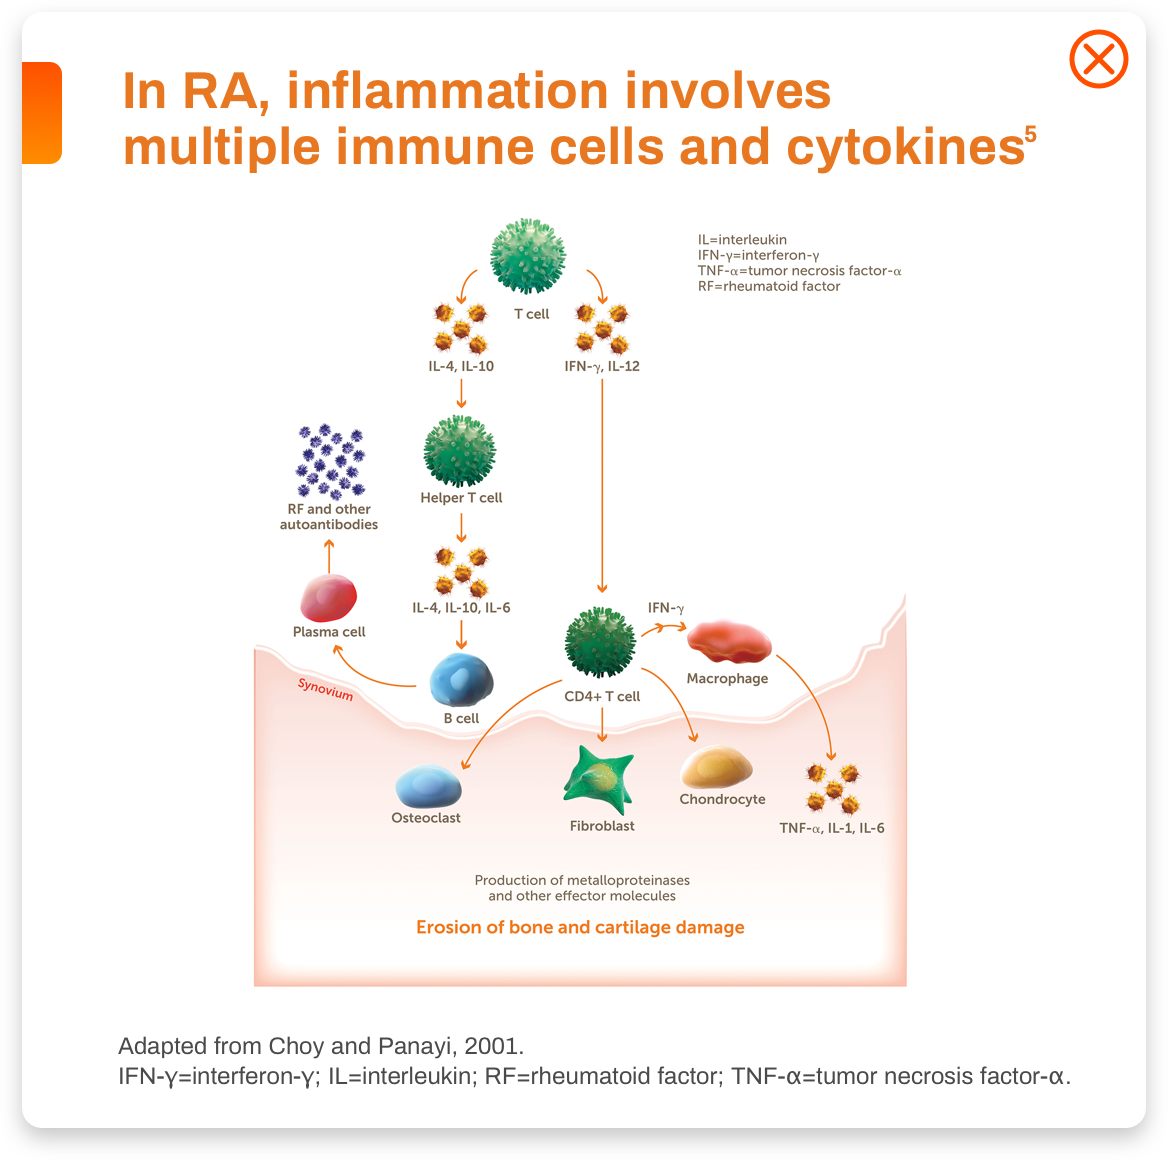 In RA, inflammation involves
multiple immune cells and cytokines5
IL=interleukin
IFN-γ=interferon-γ
TNF-α=tumor necrosis factor-α
RF=rheumatoid factor
T cell
IL-4, IL-10
IFN-γ, IL-12
Helper T cell
RF and other
autoantibodies
IL-4, IL-10, IL-6
IFN-γ
Plasma cell
Synovium
Macrophage
CD4+ T cell
B cell
Osteoclast
Fibroblast
Chondrocyte
TNF-α, IL-1, IL-6
Production of metalloproteinases
and other effector molecules
Erosion of bone and cartilage damage
Adapted from Choy and Panayi, 2001.
IFN-γ=interferon-γ; IL=interleukin; RF=rheumatoid factor; TNF-α=tumor necrosis factor-α.